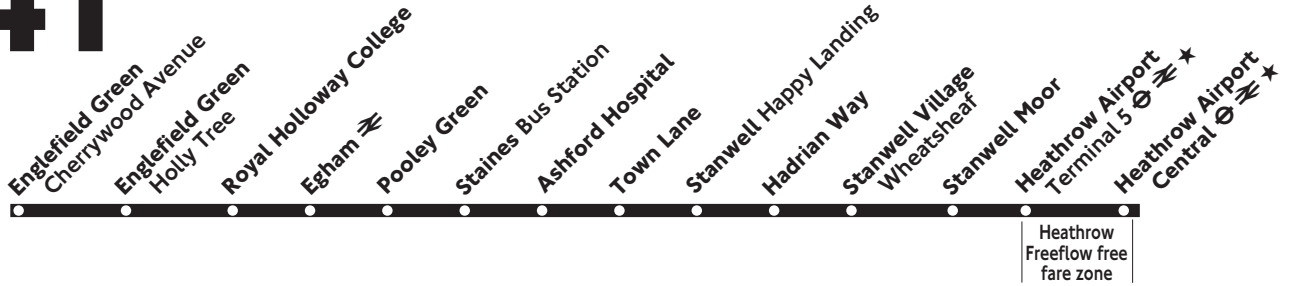 Englefield Green
Cherrywood Avenue
Englefield Green
Holly Tree
Royal Holloway College
Egham
Pooley Green
Staines Bus Station
Ashford Hospital
Town Lane
Stanwell Happy Landing
Hadrian Way
Stanwell Village
Wheatsheaf
Stanwell Moor
Heathrow Airport
Terminal 5
Heathrow Airport
Central
Heathrow
Freeflow free
fare zone